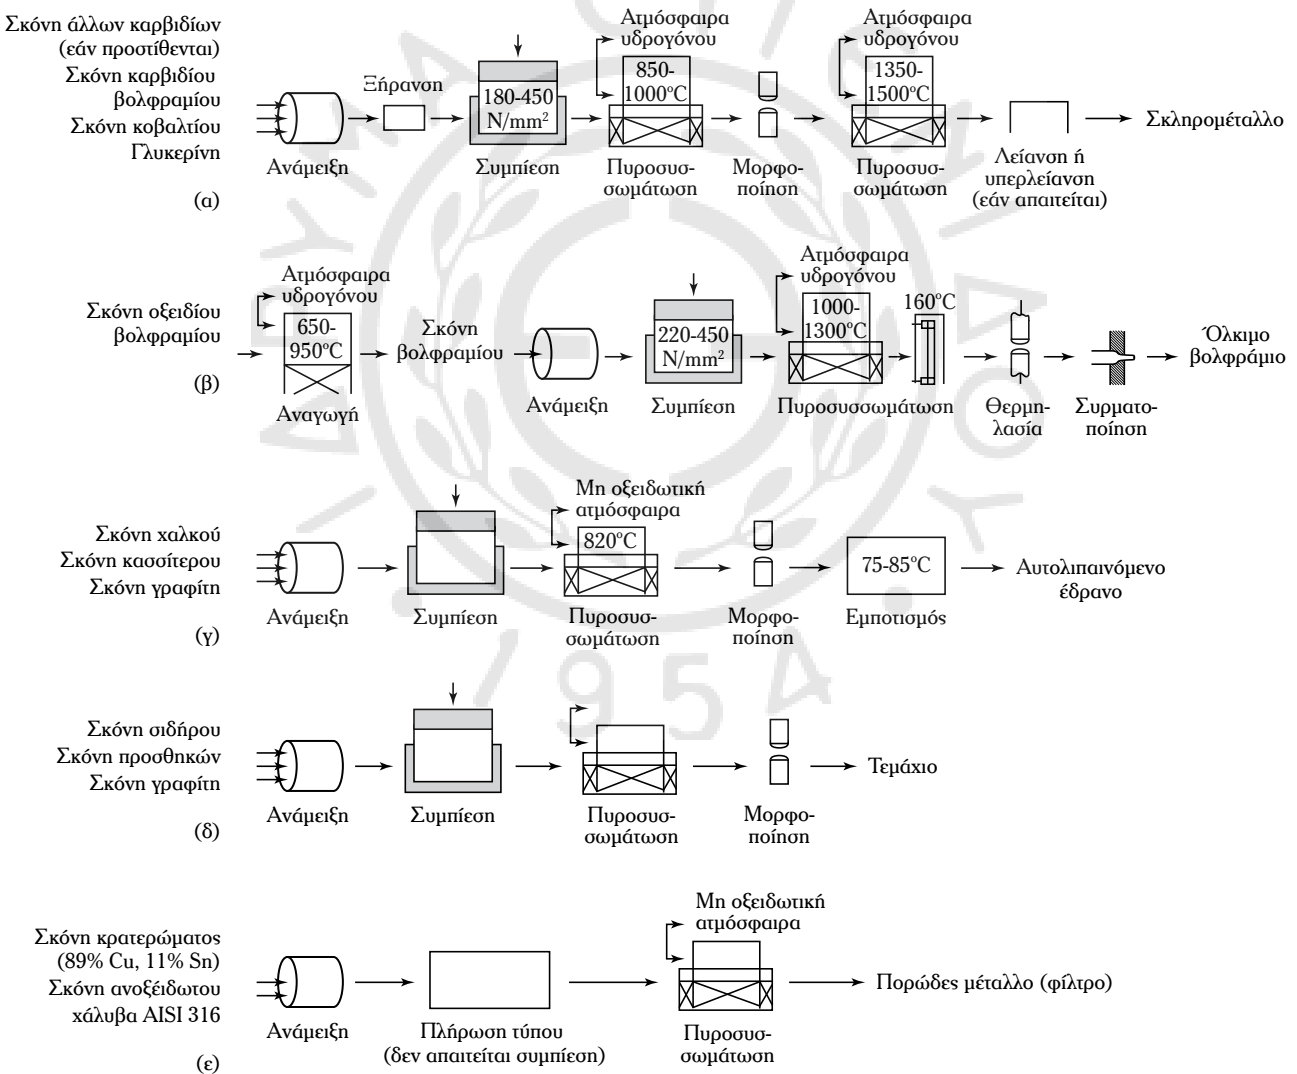 Σκόνη άλλων καρβιδίων
(εάν προστίθενται)
Σκόνη καρβιδίου
βολφραμίου
Σκόνη κοβαλτίου
Γλυκερίνη
Ανάμειξη
Ξήρανση
180-450
N/mm²
Συμπίεση
Ατμόσφαιρα
υδρογόνου
850-
1000°C
Πυροσυσ-
σωμάτωση
Μορφο-
ποίηση
Ατμόσφαιρα
υδρογόνου
1350-
1500°C
Πυροσυσ-
σωμάτωση
Λείανση ή
υπερλείανση
(εάν απαιτείται)
Σκληρομέταλλο
(α)
Σκόνη οξειδίου
βολφραμίου
Ατμόσφαιρα
υδρογόνου
650-
950°C
Αναγωγή
Σκόνη
βολφραμίου
Ανάμειξη
220-450
N/mm²
Συμπίεση
Ατμόσφαιρα
υδρογόνου
1000-
1300°C
160°C
Πυροσυσσωμάτωση
Θερμη-
λασία
Συρματο-
ποίηση
Όλκιμο
βολφράμιο
(β)
Σκόνη χαλκού
Σκόνη κασσίτερου
Σκόνη γραφίτη
Ανάμειξη
Συμπίεση
Μη οξειδωτική
ατμόσφαιρα
820°C
Πυροσυσ-
σωμάτωση
Μορφο-
ποίηση
75-85°C
Εμποτισμός
Αυτολιπαινόμενο
έδρανο
(γ)
Σκόνη σιδήρου
Σκόνη προσθηκών
Σκόνη γραφίτη
Ανάμειξη
Συμπίεση
Πυροσυσ-
σωμάτωση
Μορφο-
ποίηση
Τεμάχιο
(δ)
Σκόνη κρατερώματος
(89% Cu, 11% Sn)
Σκόνη ανοξείδωτου
χάλυβα AISI 316
Ανάμειξη
Πλήρωση τύπου
(δεν απαιτείται συμπίεση)
Μη οξειδωτική
ατμόσφαιρα
Πυροσυσ-
σωμάτωση
Πορώδες μέταλλο (φίλτρο)
(ε)
1954